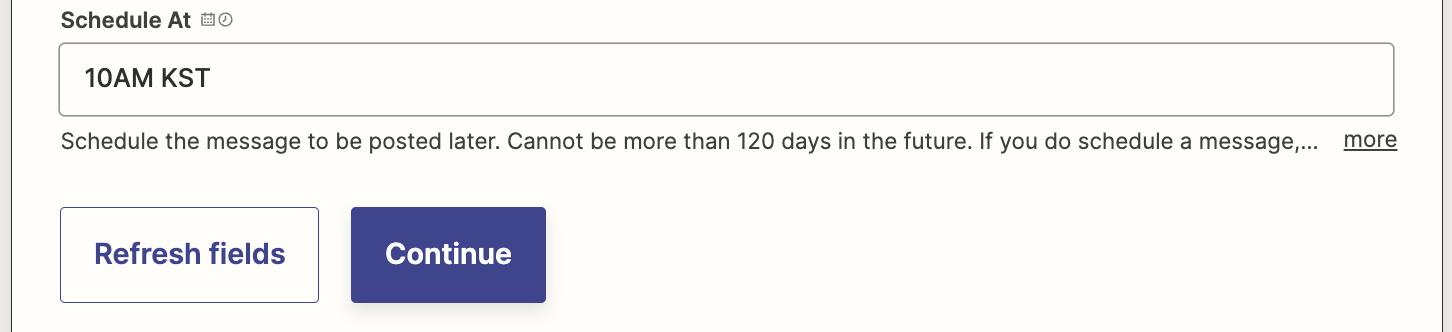 Schedule At
10AM KST
Schedule the message to be posted later. Cannot be more than 120 days in the future. If you do schedule a message,... more
Refresh fields Continue